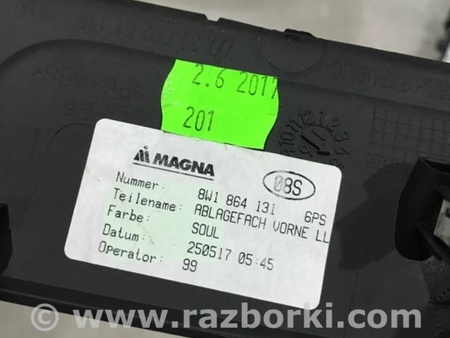 2.6 2017
201
MAGNA
08S
Nummer: 8W1 864 131 6PS
Teilename: ABLAGEFACH VORNE LL
Farbe: SOUL
Datum: 250517 05:45
Operator: 99
© www.razborki.com